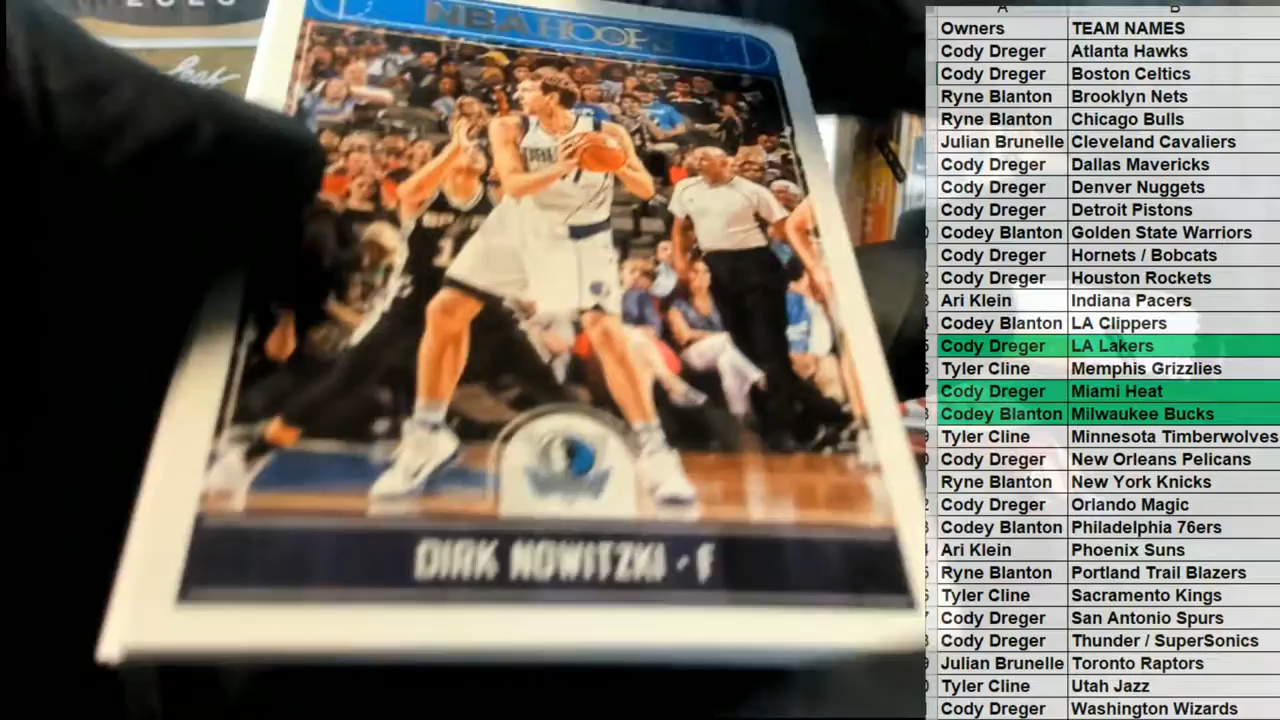 2023
Leaf
NBA HOOPS
DIRK NOWITZKI - F
A B
Owners TEAM NAMES
Cody Dreger Atlanta Hawks
Cody Dreger Boston Celtics
Ryne Blanton Brooklyn Nets
Ryne Blanton Chicago Bulls
Julian Brunelle Cleveland Cavaliers
Cody Dreger Dallas Mavericks
Cody Dreger Denver Nuggets
Cody Dreger Detroit Pistons
Codey Blanton Golden State Warriors
Cody Dreger Hornets / Bobcats
Cody Dreger Houston Rockets
Ari Klein Indiana Pacers
Codey Blanton LA Clippers
Cody Dreger LA Lakers
Tyler Cline Memphis Grizzlies
Cody Dreger Miami Heat
Codey Blanton Milwaukee Bucks
Tyler Cline Minnesota Timberwolves
Cody Dreger New Orleans Pelicans
Ryne Blanton New York Knicks
Cody Dreger Orlando Magic
Codey Blanton Philadelphia 76ers
Ari Klein Phoenix Suns
Ryne Blanton Portland Trail Blazers
Tyler Cline Sacramento Kings
Cody Dreger San Antonio Spurs
Cody Dreger Thunder / SuperSonics
Julian Brunelle Toronto Raptors
Tyler Cline Utah Jazz
Cody Dreger Washington Wizards